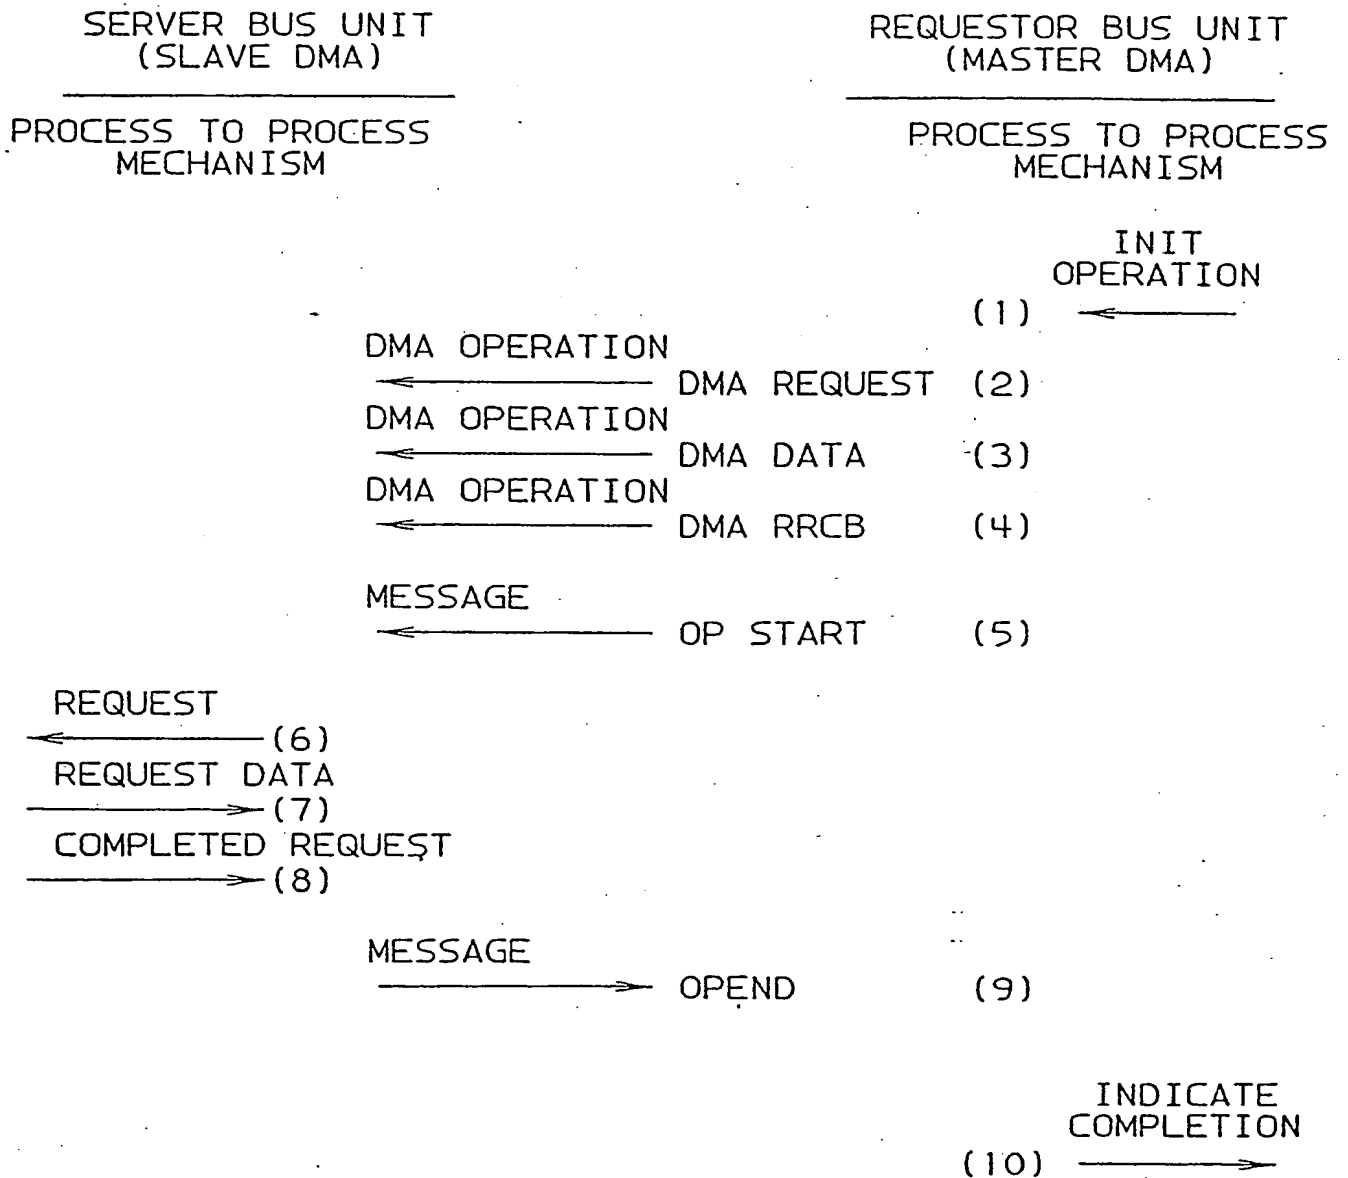 SERVER BUS UNIT
(SLAVE DMA)
PROCESS TO PROCESS
MECHANISM
REQUESTOR BUS UNIT
(MASTER DMA)
PROCESS TO PROCESS
MECHANISM
INIT
OPERATION
(1)
DMA OPERATION
DMA REQUEST (2)
DMA OPERATION
DMA DATA (3)
DMA OPERATION
DMA RRCB (4)
MESSAGE
OP START (5)
REQUEST
(6)
REQUEST DATA
(7)
COMPLETED REQUEST
(8)
MESSAGE
OPEND (9)
INDICATE
COMPLETION
(10)